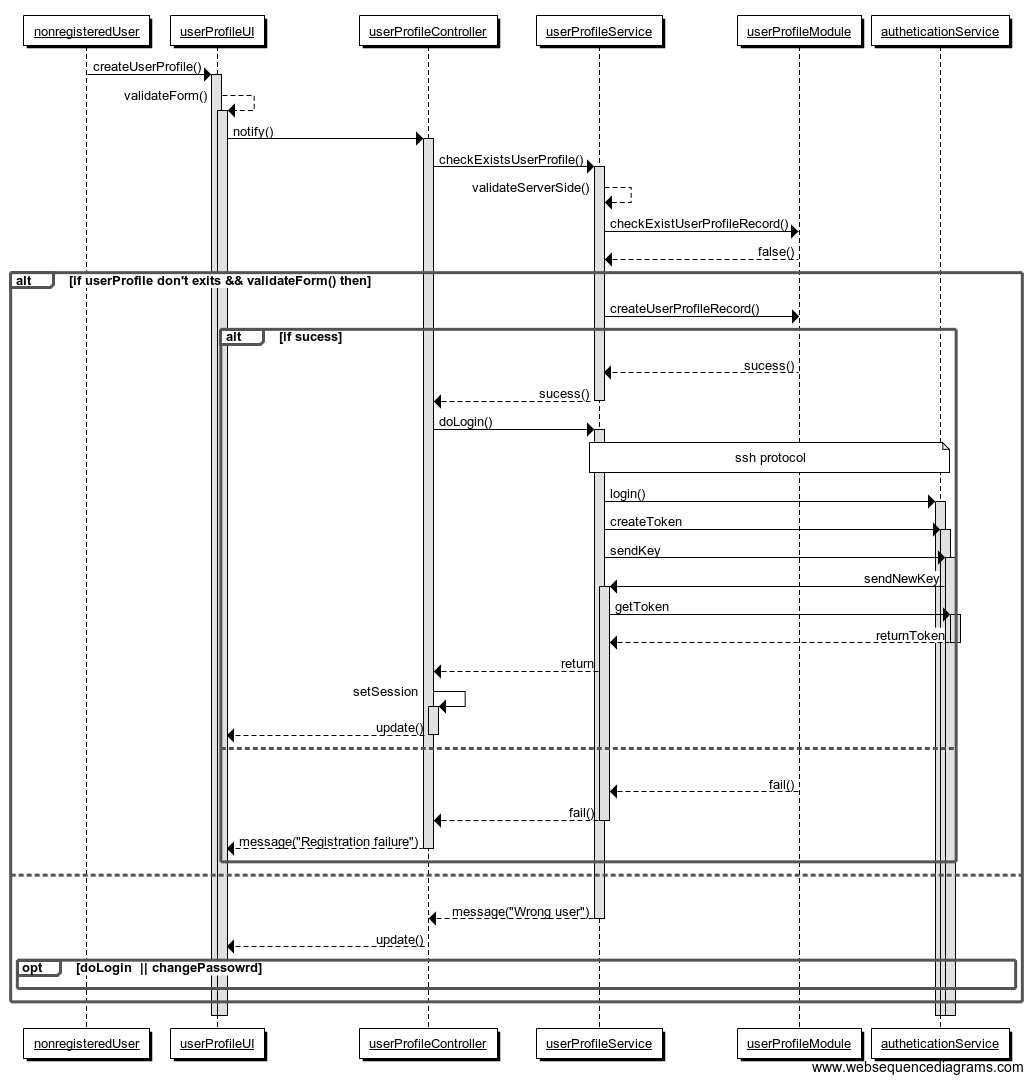 nonregisteredUser
userProfileUI
userProfileController
userProfileService
userProfileModule
autheticationService
createUserProfile()
validateForm()
notify()
checkExistsUserProfile()
validateServerSide()
checkExistUserProfileRecord()
false()
alt
[if userProfile don't exits && validateForm() then]
createUserProfileRecord()
alt
[if sucess]
sucess()
sucess()
doLogin()
ssh protocol
login()
createToken
sendKey
sendNewKey
getToken
returnToken
return
setSession
update()
fail()
fail()
message("Registration failure")
message("Wrong user")
update()
opt
[doLogIn || changePassowrd]
nonregisteredUser
userProfileUI
userProfileController
userProfileService
userProfileModule
autheticationService
www.websequencediagrams.com